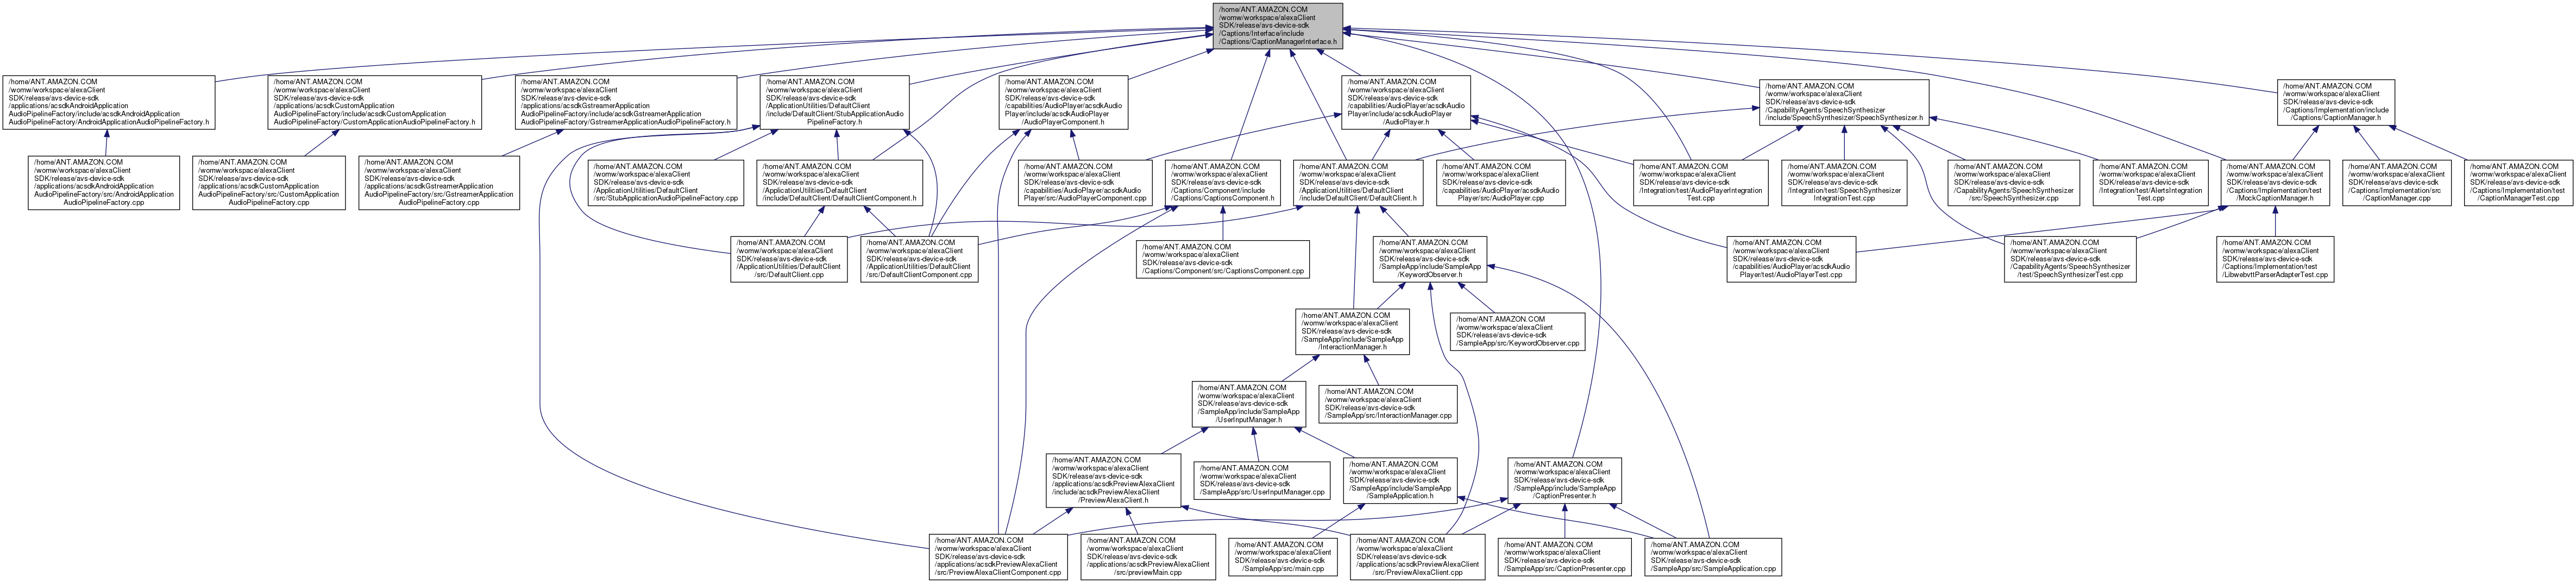 /home/ANT.AMAZON.COM
/womw/workspace/alexaClient
SDK/release/avs-device-sdk
/Captions/Interface/include
/Captions/CaptionManagerInterface.h
/home/ANT.AMAZON.COM
/womw/workspace/alexaClient
SDK/release/avs-device-sdk
/applications/acsdkAndroidApplication
AudioPipelineFactory/include/acsdkAndroidApplication
AudioPipelineFactory/AndroidApplicationAudioPipelineFactory.h
/home/ANT.AMAZON.COM
/womw/workspace/alexaClient
SDK/release/avs-device-sdk
/applications/acsdkCustomApplication
AudioPipelineFactory/include/acsdkCustomApplication
AudioPipelineFactory/CustomApplicationAudioPipelineFactory.h
/home/ANT.AMAZON.COM
/womw/workspace/alexaClient
SDK/release/avs-device-sdk
/applications/acsdkGstreamerApplication
AudioPipelineFactory/include/acsdkGstreamerApplication
AudioPipelineFactory/GstreamerApplicationAudioPipelineFactory.h
/home/ANT.AMAZON.COM
/womw/workspace/alexaClient
SDK/release/avs-device-sdk
/ApplicationUtilities/DefaultClient
/include/DefaultClient/StubApplicationAudio
PipelineFactory.h
/home/ANT.AMAZON.COM
/womw/workspace/alexaClient
SDK/release/avs-device-sdk
/capabilities/AudioPlayer/acsdkAudio
Player/include/acsdkAudioPlayer
/AudioPlayerComponent.h
/home/ANT.AMAZON.COM
/womw/workspace/alexaClient
SDK/release/avs-device-sdk
/capabilities/AudioPlayer/acsdkAudio
Player/include/acsdkAudioPlayer
/AudioPlayer.h
/home/ANT.AMAZON.COM
/womw/workspace/alexaClient
SDK/release/avs-device-sdk
/CapabilityAgents/SpeechSynthesizer
/include/SpeechSynthesizer/SpeechSynthesizer.h
/home/ANT.AMAZON.COM
/womw/workspace/alexaClient
SDK/release/avs-device-sdk
/Captions/Implementation/include
/Captions/CaptionManager.h
/home/ANT.AMAZON.COM
/womw/workspace/alexaClient
SDK/release/avs-device-sdk
/applications/acsdkAndroidApplication
AudioPipelineFactory/src/AndroidApplication
AudioPipelineFactory.cpp
/home/ANT.AMAZON.COM
/womw/workspace/alexaClient
SDK/release/avs-device-sdk
/applications/acsdkCustomApplication
AudioPipelineFactory/src/CustomApplication
AudioPipelineFactory.cpp
/home/ANT.AMAZON.COM
/womw/workspace/alexaClient
SDK/release/avs-device-sdk
/applications/acsdkGstreamerApplication
AudioPipelineFactory/src/GstreamerApplication
AudioPipelineFactory.cpp
/home/ANT.AMAZON.COM
/womw/workspace/alexaClient
SDK/release/avs-device-sdk
/ApplicationUtilities/DefaultClient
/src/StubApplicationAudioPipelineFactory.cpp
/home/ANT.AMAZON.COM
/womw/workspace/alexaClient
SDK/release/avs-device-sdk
/ApplicationUtilities/DefaultClient
/include/DefaultClient/DefaultClientComponent.h
/home/ANT.AMAZON.COM
/womw/workspace/alexaClient
SDK/release/avs-device-sdk
/capabilities/AudioPlayer/acsdkAudio
Player/src/AudioPlayerComponent.cpp
/home/ANT.AMAZON.COM
/womw/workspace/alexaClient
SDK/release/avs-device-sdk
/Captions/Component/include
/Captions/CaptionsComponent.h
/home/ANT.AMAZON.COM
/womw/workspace/alexaClient
SDK/release/avs-device-sdk
/ApplicationUtilities/DefaultClient
/include/DefaultClient/DefaultClient.h
/home/ANT.AMAZON.COM
/womw/workspace/alexaClient
SDK/release/avs-device-sdk
/capabilities/AudioPlayer/acsdkAudio
Player/src/AudioPlayer.cpp
/home/ANT.AMAZON.COM
/womw/workspace/alexaClient
SDK/release/avs-device-sdk
/Integration/test/AudioPlayerIntegration
Test.cpp
/home/ANT.AMAZON.COM
/womw/workspace/alexaClient
SDK/release/avs-device-sdk
/Integration/test/SpeechSynthesizer
IntegrationTest.cpp
/home/ANT.AMAZON.COM
/womw/workspace/alexaClient
SDK/release/avs-device-sdk
/CapabilityAgents/SpeechSynthesizer
/src/SpeechSynthesizer.cpp
/home/ANT.AMAZON.COM
/womw/workspace/alexaClient
SDK/release/avs-device-sdk
/Integration/test/AlertsIntegration
Test.cpp
/home/ANT.AMAZON.COM
/womw/workspace/alexaClient
SDK/release/avs-device-sdk
/Captions/Implementation/test
/MockCaptionManager.h
/home/ANT.AMAZON.COM
/womw/workspace/alexaClient
SDK/release/avs-device-sdk
/Captions/Implementation/src
/CaptionManager.cpp
/home/ANT.AMAZON.COM
/womw/workspace/alexaClient
SDK/release/avs-device-sdk
/Captions/Implementation/test
/CaptionManagerTest.cpp
/home/ANT.AMAZON.COM
/womw/workspace/alexaClient
SDK/release/avs-device-sdk
/ApplicationUtilities/DefaultClient
/src/DefaultClient.cpp
/home/ANT.AMAZON.COM
/womw/workspace/alexaClient
SDK/release/avs-device-sdk
/ApplicationUtilities/DefaultClient
/src/DefaultClientComponent.cpp
/home/ANT.AMAZON.COM
/womw/workspace/alexaClient
SDK/release/avs-device-sdk
/Captions/Component/src/CaptionsComponent.cpp
/home/ANT.AMAZON.COM
/womw/workspace/alexaClient
SDK/release/avs-device-sdk
/SampleApp/include/SampleApp
/KeywordObserver.h
/home/ANT.AMAZON.COM
/womw/workspace/alexaClient
SDK/release/avs-device-sdk
/capabilities/AudioPlayer/acsdkAudio
Player/test/AudioPlayerTest.cpp
/home/ANT.AMAZON.COM
/womw/workspace/alexaClient
SDK/release/avs-device-sdk
/CapabilityAgents/SpeechSynthesizer
/test/SpeechSynthesizerTest.cpp
/home/ANT.AMAZON.COM
/womw/workspace/alexaClient
SDK/release/avs-device-sdk
/Captions/Implementation/test
/LibwebvttParserAdapterTest.cpp
/home/ANT.AMAZON.COM
/womw/workspace/alexaClient
SDK/release/avs-device-sdk
/SampleApp/include/SampleApp
/InteractionManager.h
/home/ANT.AMAZON.COM
/womw/workspace/alexaClient
SDK/release/avs-device-sdk
/SampleApp/src/KeywordObserver.cpp
/home/ANT.AMAZON.COM
/womw/workspace/alexaClient
SDK/release/avs-device-sdk
/SampleApp/include/SampleApp
/UserInputManager.h
/home/ANT.AMAZON.COM
/womw/workspace/alexaClient
SDK/release/avs-device-sdk
/SampleApp/src/InteractionManager.cpp
/home/ANT.AMAZON.COM
/womw/workspace/alexaClient
SDK/release/avs-device-sdk
/applications/acsdkPreviewAlexaClient
/include/acsdkPreviewAlexaClient
/PreviewAlexaClient.h
/home/ANT.AMAZON.COM
/womw/workspace/alexaClient
SDK/release/avs-device-sdk
/SampleApp/src/UserInputManager.cpp
/home/ANT.AMAZON.COM
/womw/workspace/alexaClient
SDK/release/avs-device-sdk
/SampleApp/include/SampleApp
/SampleApplication.h
/home/ANT.AMAZON.COM
/womw/workspace/alexaClient
SDK/release/avs-device-sdk
/SampleApp/include/SampleApp
/CaptionPresenter.h
/home/ANT.AMAZON.COM
/womw/workspace/alexaClient
SDK/release/avs-device-sdk
/applications/acsdkPreviewAlexaClient
/src/PreviewAlexaClientComponent.cpp
/home/ANT.AMAZON.COM
/womw/workspace/alexaClient
SDK/release/avs-device-sdk
/applications/acsdkPreviewAlexaClient
/src/previewMain.cpp
/home/ANT.AMAZON.COM
/womw/workspace/alexaClient
SDK/release/avs-device-sdk
/SampleApp/src/main.cpp
/home/ANT.AMAZON.COM
/womw/workspace/alexaClient
SDK/release/avs-device-sdk
/applications/acsdkPreviewAlexaClient
/src/PreviewAlexaClient.cpp
/home/ANT.AMAZON.COM
/womw/workspace/alexaClient
SDK/release/avs-device-sdk
/SampleApp/src/CaptionPresenter.cpp
/home/ANT.AMAZON.COM
/womw/workspace/alexaClient
SDK/release/avs-device-sdk
/SampleApp/src/SampleApplication.cpp